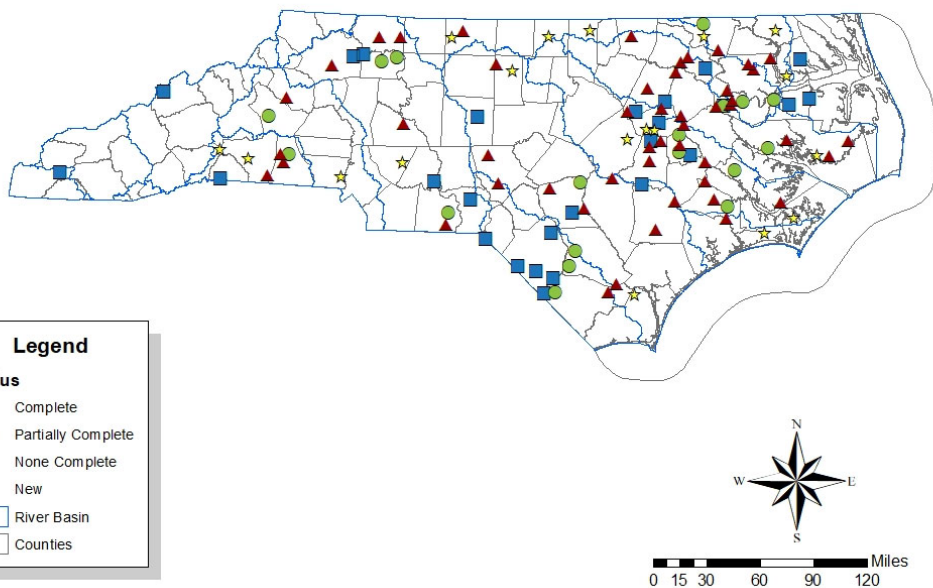 Legend
us
Complete
Partially Complete
None Complete
New
River Basin
Counties
N
W E
S
Miles
0 15 30 60 90 120